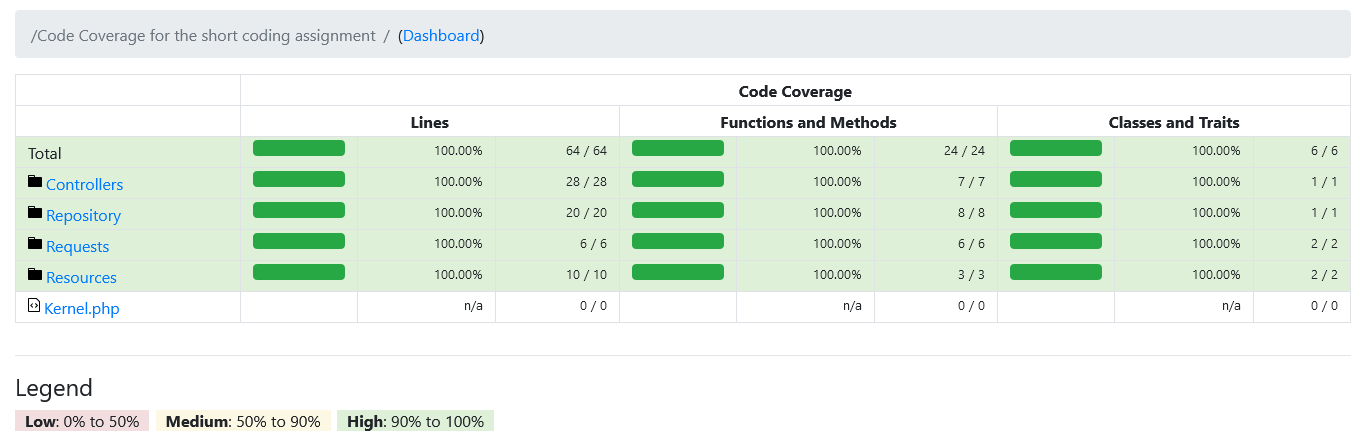 /Code Coverage for the short coding assignment / (Dashboard)
Code Coverage
Lines Functions and Methods Classes and Traits
Total 100.00% 64 / 64 100.00% 24 / 24 100.00% 6 / 6
Controllers 100.00% 28 / 28 100.00% 7 / 7 100.00% 1 / 1
Repository 100.00% 20 / 20 100.00% 8 / 8 100.00% 1 / 1
Requests 100.00% 6 / 6 100.00% 6 / 6 100.00% 2 / 2
Resources 100.00% 10 / 10 100.00% 3 / 3 100.00% 2 / 2
Kernel.php n/a 0 / 0 n/a 0 / 0 n/a 0 / 0
Legend
Low: 0% to 50% Medium: 50% to 90% High: 90% to 100%